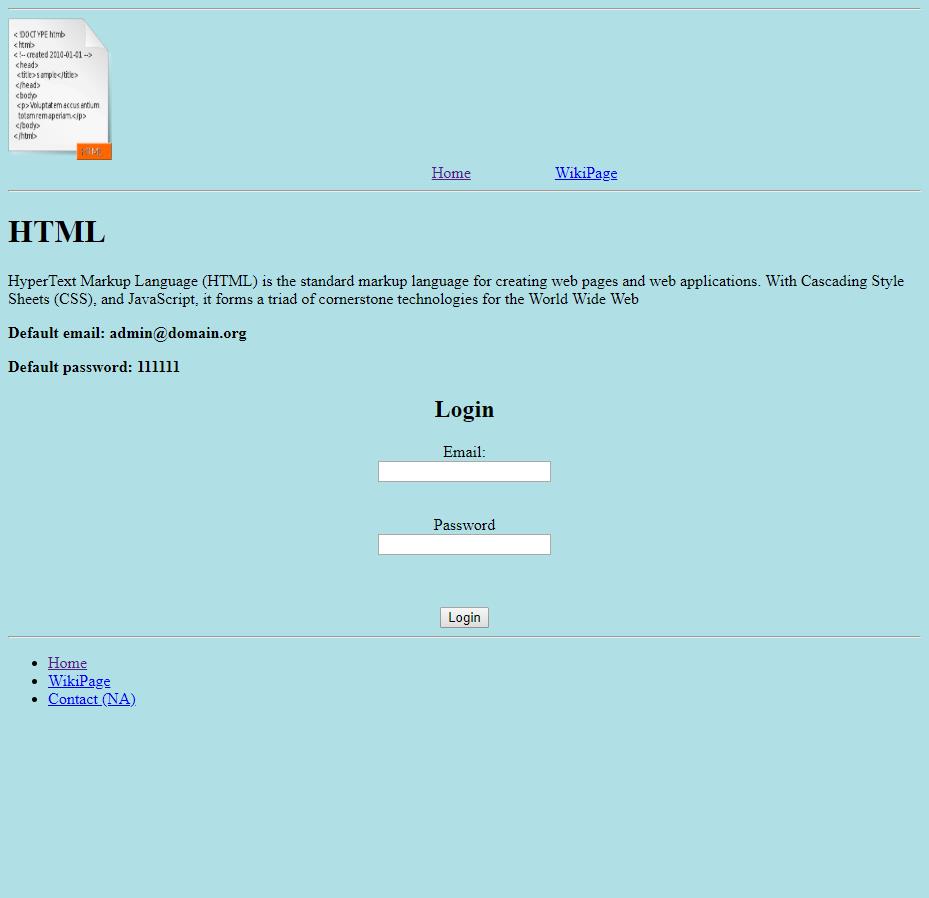 < !DOCTYPE html>
< html>
< !-- created 2010-01-01 -->
<head>
<title>sample</title>
</head>
<body>
<p>Voluptatem accusantium
totam rem aperiam.</p>
</body>
</html>
HTML
Home WikiPage
HTML
HyperText Markup Language (HTML) is the standard markup language for creating web pages and web applications. With Cascading Style
Sheets (CSS), and JavaScript, it forms a triad of cornerstone technologies for the World Wide Web
Default email: admin@domain.org
Default password: 111111
Login
Email:
Password
Login
Home
WikiPage
Contact (NA)